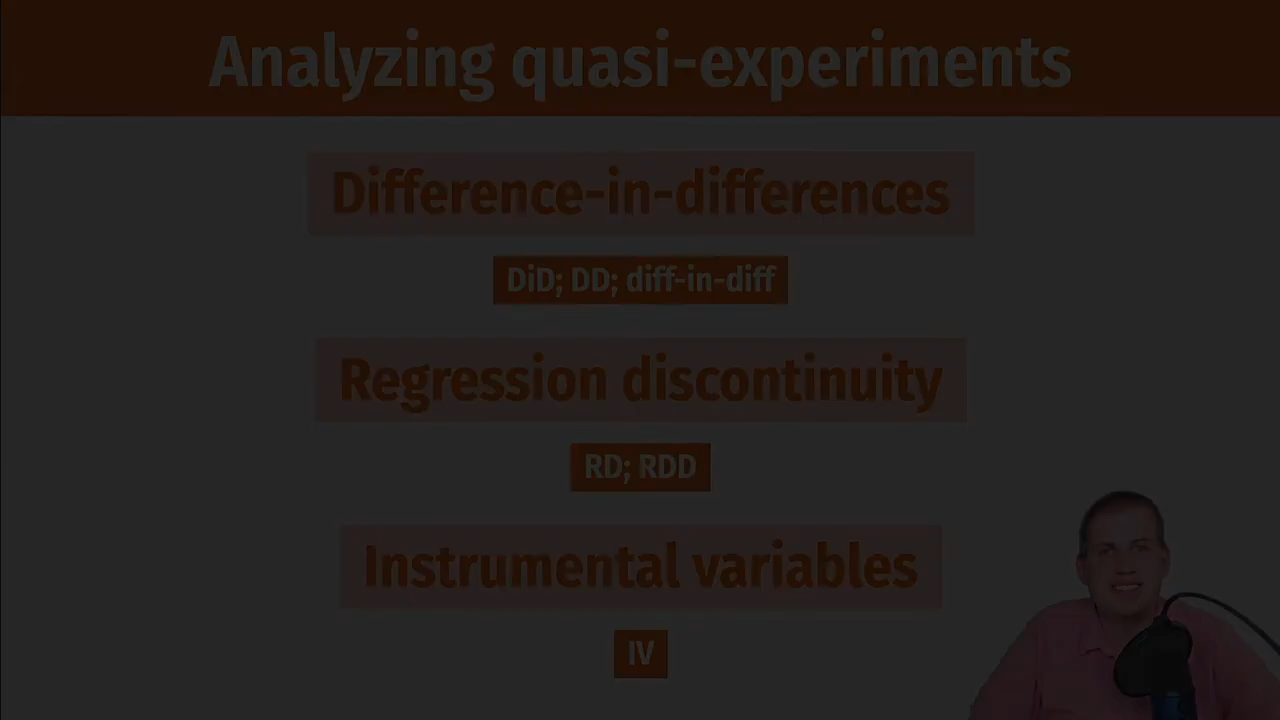 Analyzing quasi-experiments
Difference-in-differences
DiD; DD; diff-in-diff
Regression discontinuity
RD; RDD
Instrumental variables
IV